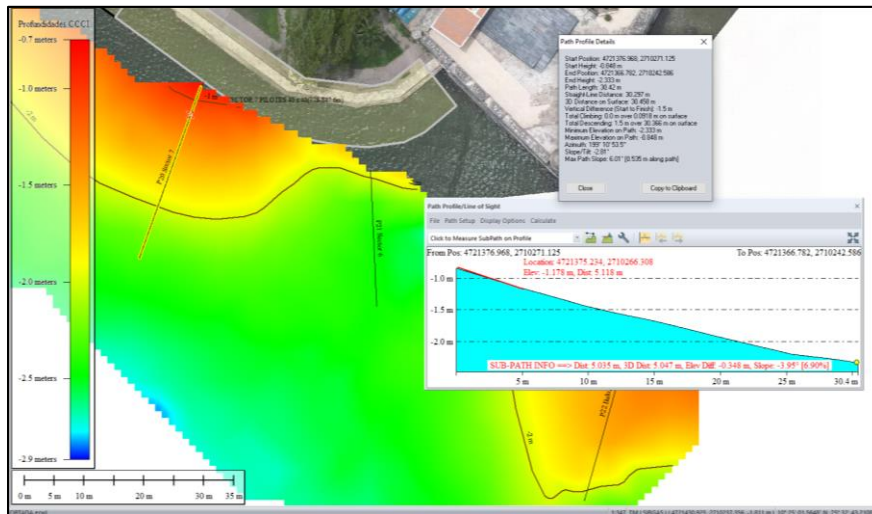 Profundidades CCCI
-0.7 meters
-1.0 meters
-1.5 meters
-2.0 meters
-2.5 meters
-2.9 meters
0 m 5 m 10 m 20 m 30 m 35 m
-2 m
-1 m
P20 Sector 7
P21 Sector 6
P22
-2 m
Path Profile Details
Start Position: 4721376.968, 2710271.125
Start Height: -0.848 m
End Position: 4721366.782, 2710242.586
End Height: -2.333 m
Path Length: 30.42 m
Straight-Line Distance: 30.297 m
3D Distance on Surface: 30.458 m
Vertical Difference (Start to Finish): -1.5 m
Total Climbing: 0.0 m over 0.0918 m on surface
Total Descending: 1.5 m over 30.366 m on surface
Minimum Elevation on Path: -2.333 m
Maximum Elevation on Path: -0.848 m
Azimuth: 199° 10' 53.5"
Slope/Tilt: -2.81°
Max Path Slope: 6.01° [0.535 m along path]
Close
Copy to Clipboard
Path Profile/Line of Sight
File Path Setup Display Options Calculate
Click to Measure SubPath on Profile
From Pos: 4721376.968, 2710271.125
To Pos: 4721366.782, 2710242.586
Location: 4721375.234, 2710266.308
Elev: -1.178 m, Dist: 5.118 m
-1.0 m
-1.5 m
-2.0 m
SUB-PATH INFO ==> Dist: 5.035 m, 3D Dist: 5.047 m, Elev Diff: -0.348 m, Slope: -3.95° [6.90%]
5 m 10 m 15 m 20 m 25 m 30.4 m